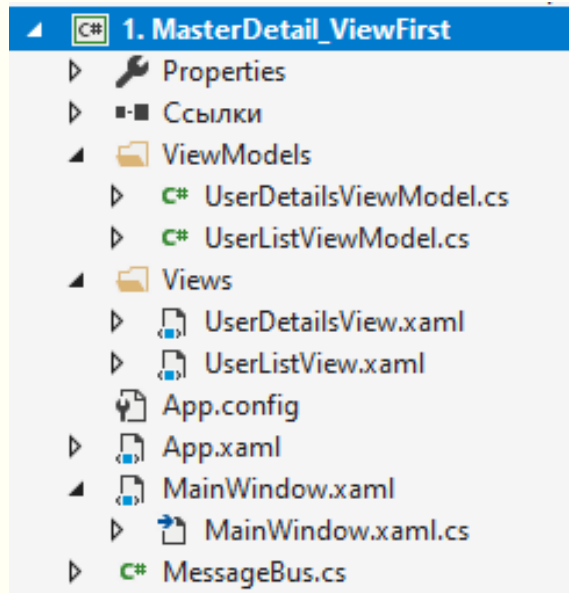 C# 1. MasterDetail_ViewFirst
Properties
Ссылки
ViewModels
C# UserDetailsViewModel.cs
C# UserListViewModel.cs
Views
UserDetailsView.xaml
UserListView.xaml
App.config
App.xaml
MainWindow.xaml
MainWindow.xaml.cs
C# MessageBus.cs